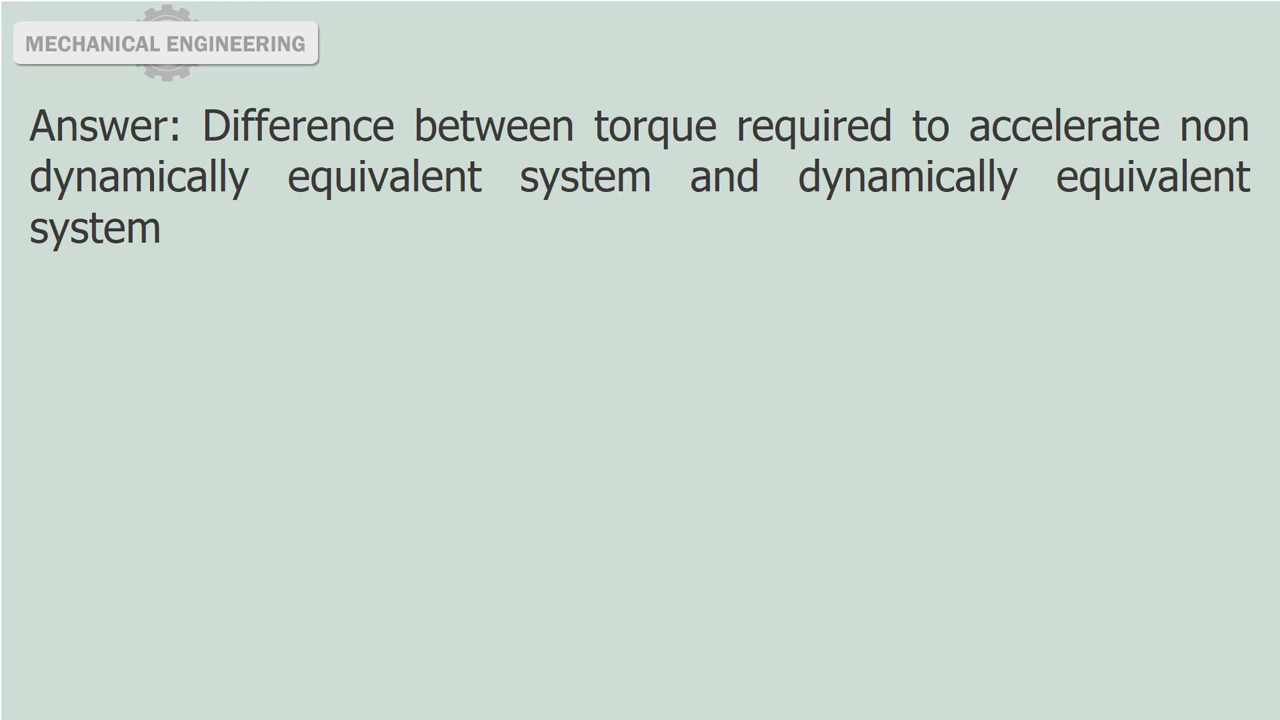 MECHANICAL ENGINEERING
Answer: Difference between torque required to accelerate non
dynamically equivalent system and dynamically equivalent
system